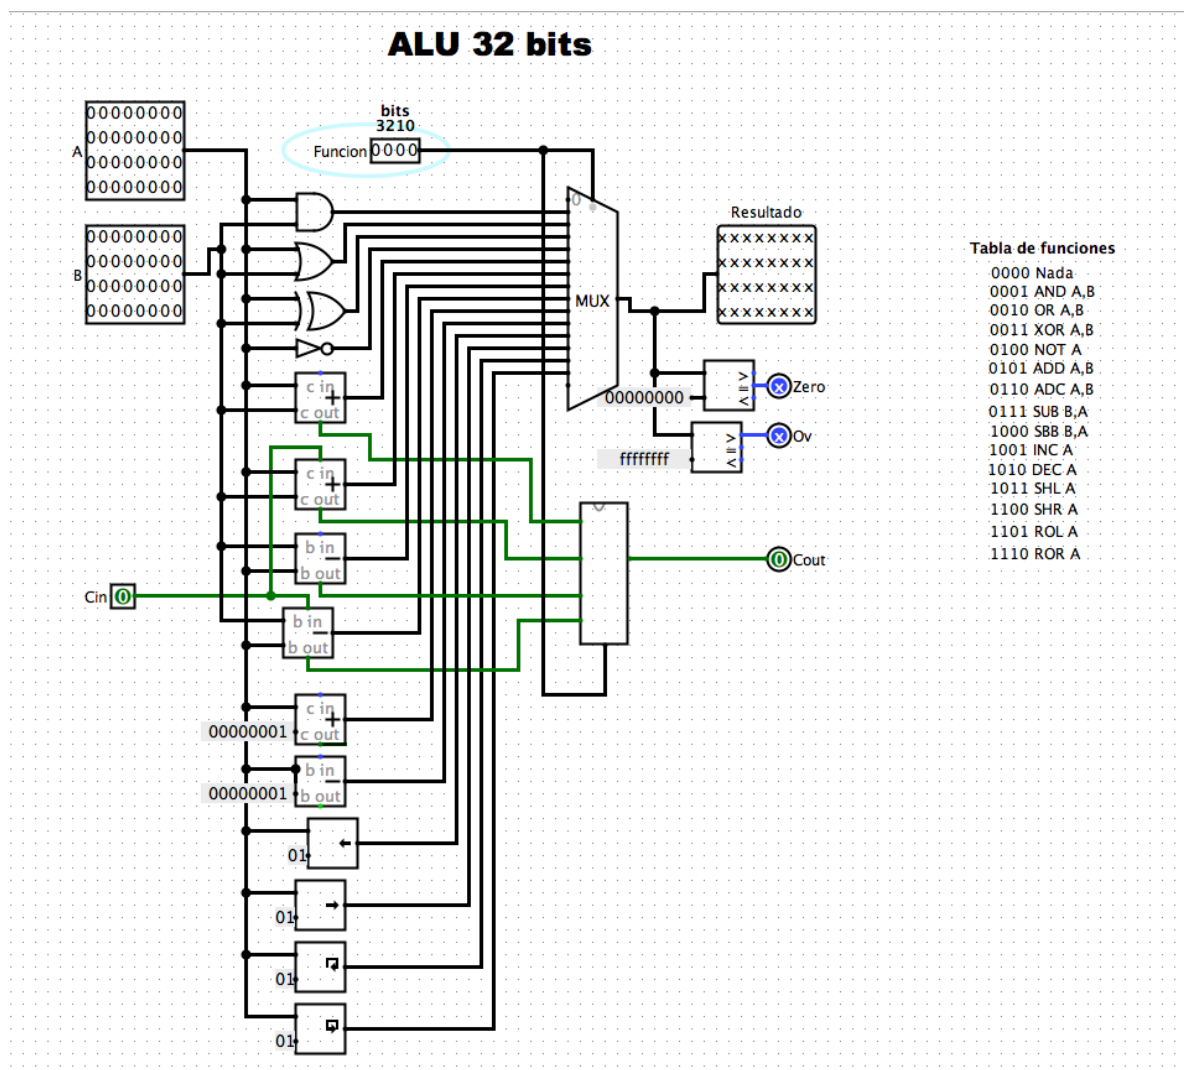 ALU 32 bits
bits
3210
Funcion 0000
A
00000000
00000000
00000000
00000000
B
00000000
00000000
00000000
00000000
0
MUX
Resultado
xxxxxxxx
xxxxxxxx
xxxxxxxx
xxxxxxxx
00000000
> = <
x Zero
ffffffff
> = <
x Ov
0 Cout
Cin 0
c in
+
c out
c in
+
c out
b in
−
b out
b in
−
b out
c in
+
00000001
c out
b in
−
00000001
b out
01
01
01
01
Tabla de funciones
0000 Nada
0001 AND A,B
0010 OR A,B
0011 XOR A,B
0100 NOT A
0101 ADD A,B
0110 ADC A,B
0111 SUB B,A
1000 SBB B,A
1001 INC A
1010 DEC A
1011 SHL A
1100 SHR A
1101 ROL A
1110 ROR A